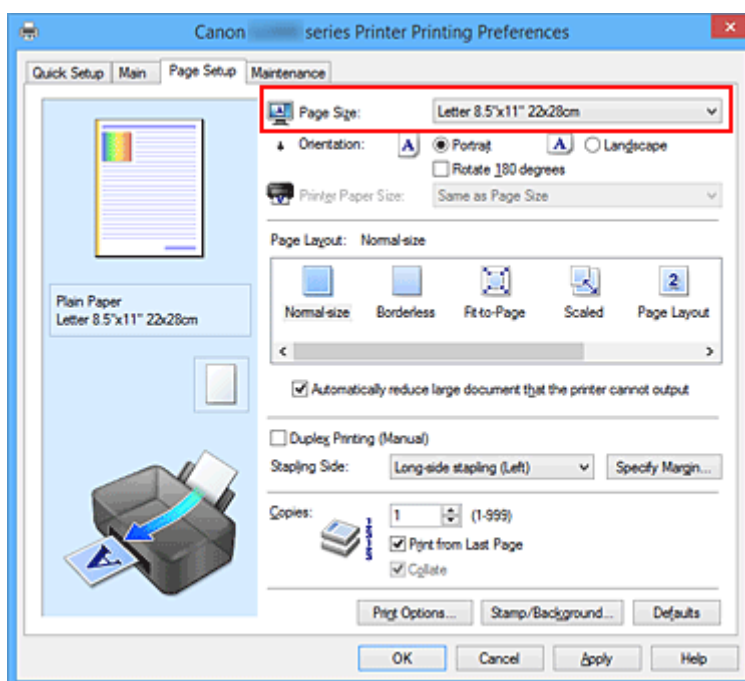 Canon series Printer Printing Preferences
Quick Setup Main Page Setup Maintenance
Page Size: Letter 8.5"x11" 22x28cm
Orientation: A Portrait A Landscape
Rotate 180 degrees
Printer Paper Size: Same as Page Size
Page Layout: Normal-size
2
Normal-size Borderless Fit-to-Page Scaled Page Layout
Plain Paper
Letter 8.5"x11" 22x28cm
Automatically reduce large document that the printer cannot output
Duplex Printing (Manual)
Stapling Side: Long-side stapling (Left) Specify Margin...
Copies: 1 (1-999)
Print from Last Page
Collate
A
Print Options... Stamp/Background... Defaults
OK Cancel Apply Help